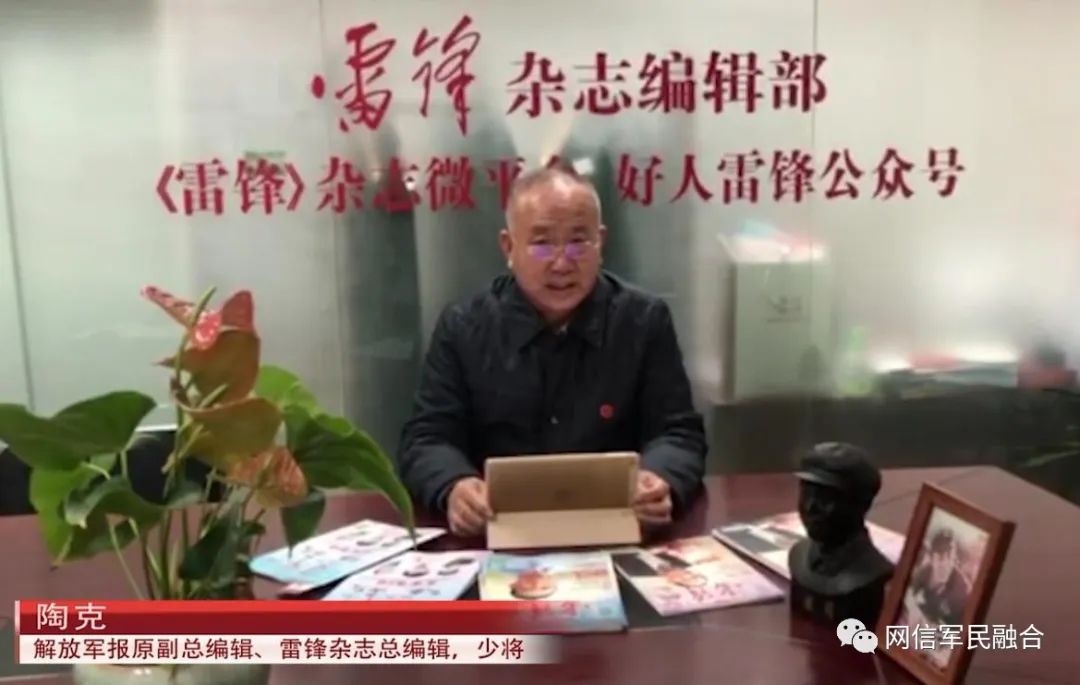 雷锋 杂志编辑部
《雷锋》杂志微平 好人雷锋公众号
陶克
解放军报原副总编辑、雷锋杂志总编辑，少将
网信军民融合